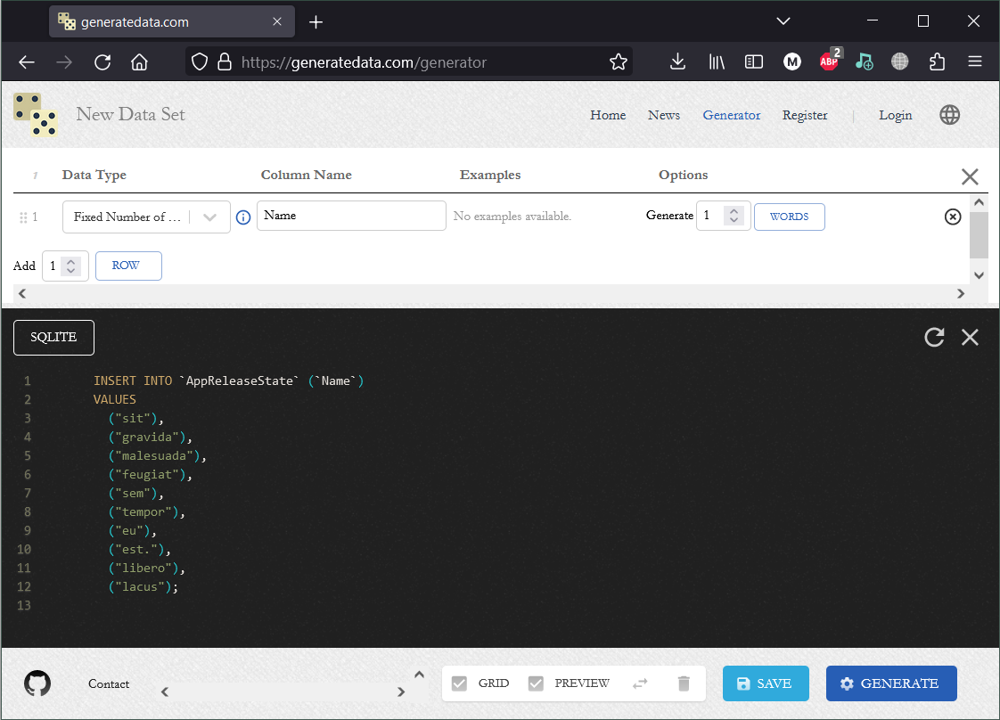 generatedata.com
https://generatedata.com/generator
M
ABP
2
New Data Set
Home News Generator Register | Login
1 Data Type Column Name Examples Options
1 Fixed Number of ... Name No examples available. Generate 1 WORDS
Add 1 ROW
SQLITE
1 INSERT INTO `AppReleaseState` (`Name`)
2 VALUES
3 ("sit"),
4 ("gravida"),
5 ("malesuada"),
6 ("feugiat"),
7 ("sem"),
8 ("tempor"),
9 ("eu"),
10 ("est."),
11 ("libero"),
12 ("lacus");
13
Contact GRID PREVIEW SAVE GENERATE